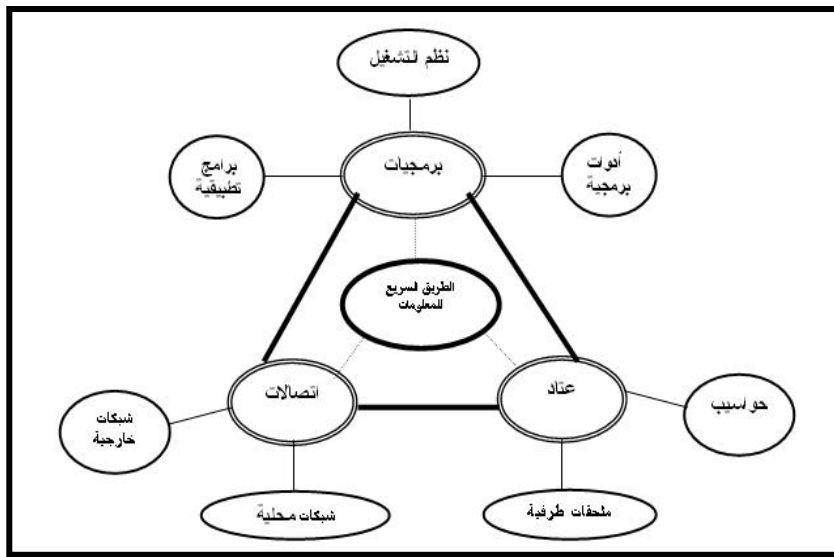 نظم التشغيل
برمجيات
أدوات
برمجية
برامج
تطبيقية
الطريق السريع
للمعلومات
عتاد
اتصالات
حواسيب
شبكات
خارجية
ملحقات طرفية
شبكات محلية